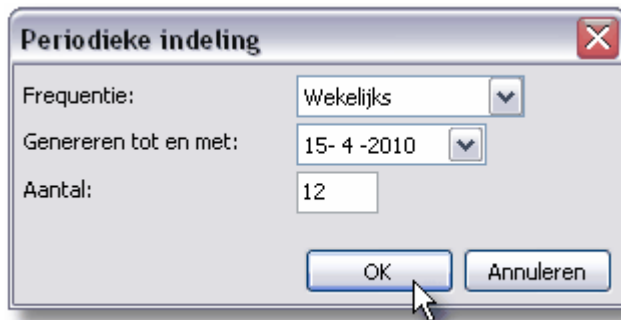 Periodieke indeling
Frequentie: Wekelijks
Genereren tot en met: 15- 4 -2010
Aantal: 12
OK Annuleren